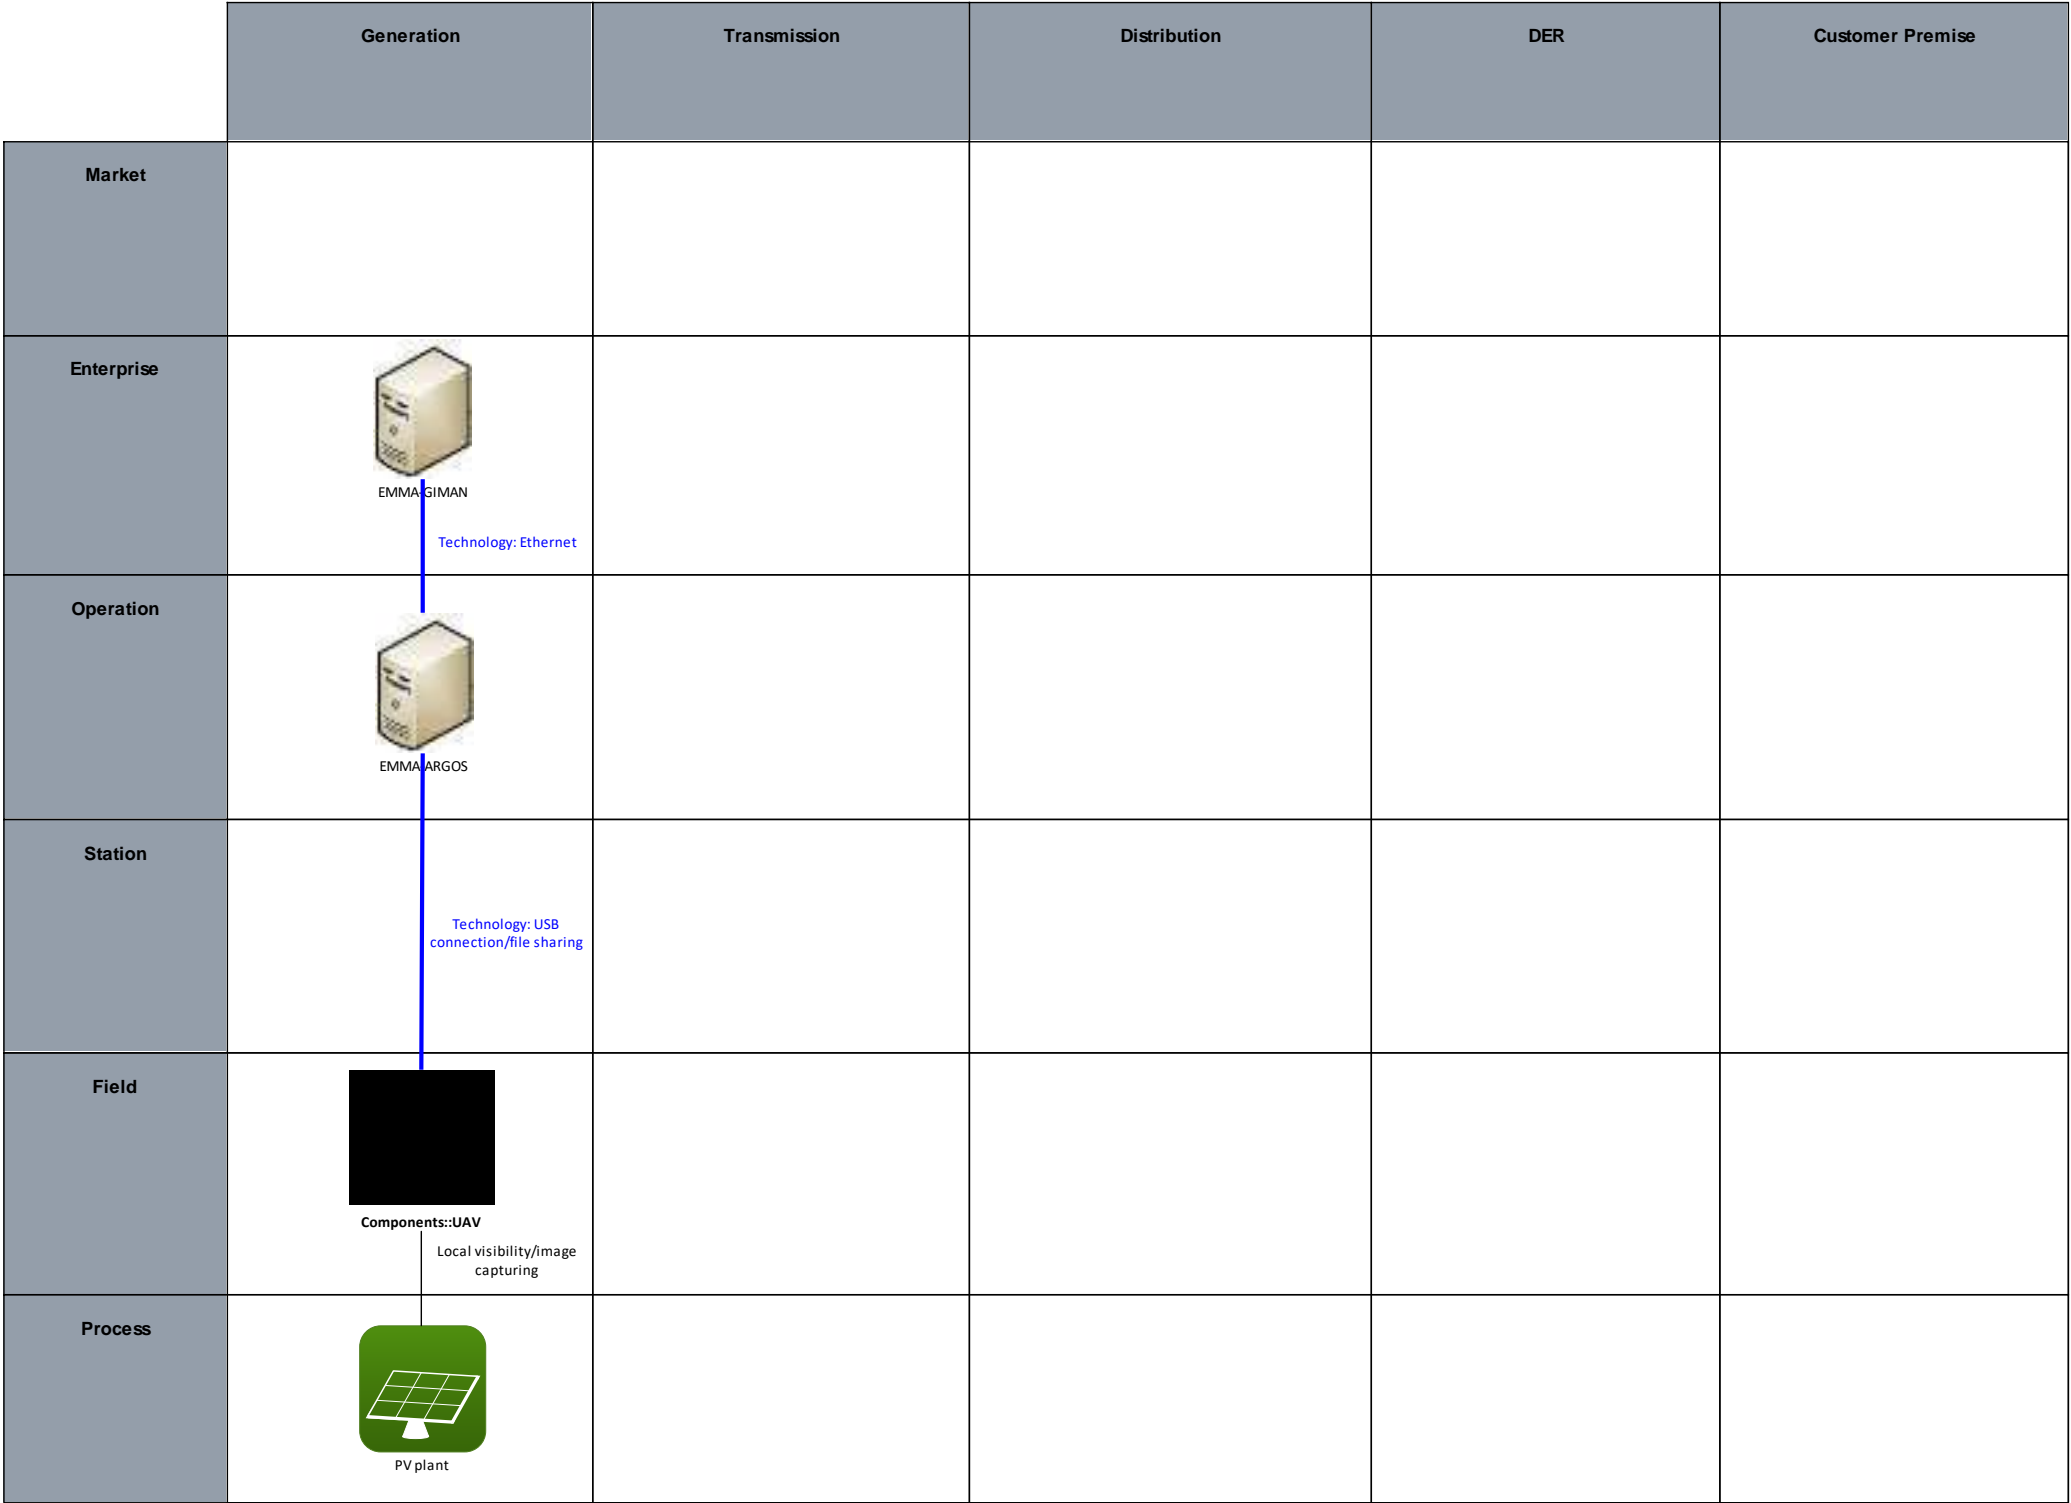 Generation
Transmission
Distribution
DER
Customer Premise
Market
Enterprise
EMMA-GIMAN
Technology: Ethernet
Operation
EMMA-ARGOS
Station
Technology: USB
connection/file sharing
Field
Components::UAV
Local visibility/image
capturing
Process
PV plant